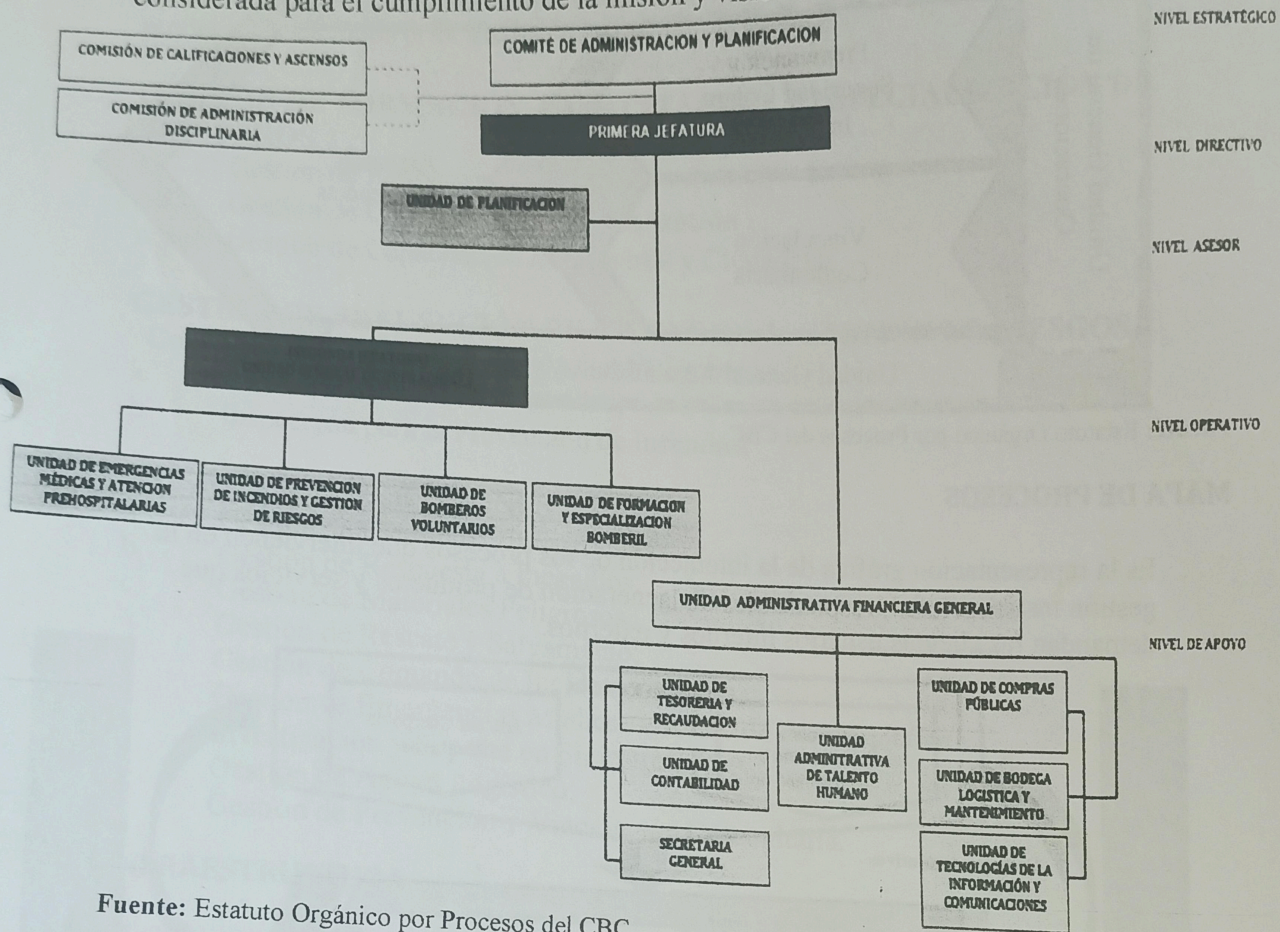 considerada para el cumplimiento de la misión y
NIVEL ESTRATÉGICO
COMISIÓN DE CALIFICACIONES Y ASCENSOS
COMITÉ DE ADMINISTRACION Y PLANIFICACION
COMISIÓN DE ADMINISTRACIÓN
DISCIPLINARIA
PRIMERA JEFATURA
NIVEL DIRECTIVO
UNIDAD DE PLANIFICACION
NIVEL ASESOR
NIVEL OPERATIVO
UNIDAD DE EMERGENCIAS
MÉDICAS Y ATENCION
PREHOSPITALARIAS
UNIDAD DE PREVENCION
DE INCENDIOS Y GESTION
DE RIESGOS
UNIDAD DE
BOMBEROS
VOLUNTARIOS
UNIDAD DE FORMACION
Y ESPECIALIZACION
BOMBERIL
UNIDAD ADMINISTRATIVA FINANCIERA GENERAL
NIVEL DE APOYO
UNIDAD DE
TESORERIA Y
RECAUDACION
UNIDAD DE
CONTABILIDAD
SECRETARIA
GENERAL
UNIDAD
ADMINITRATIVA
DE TALENTO
HUMANO
UNIDAD DE COMPRAS
PÚBLICAS
UNIDAD DE BODEGA
LOGISTICA Y
MANTENIMIENTO
UNIDAD DE
TECNOLOGÍAS DE LA
INFORMACIÓN Y
COMUNICACIONES
Fuente: Estatuto Orgánico por Procesos del CBC
MAPA DE PROCESOS